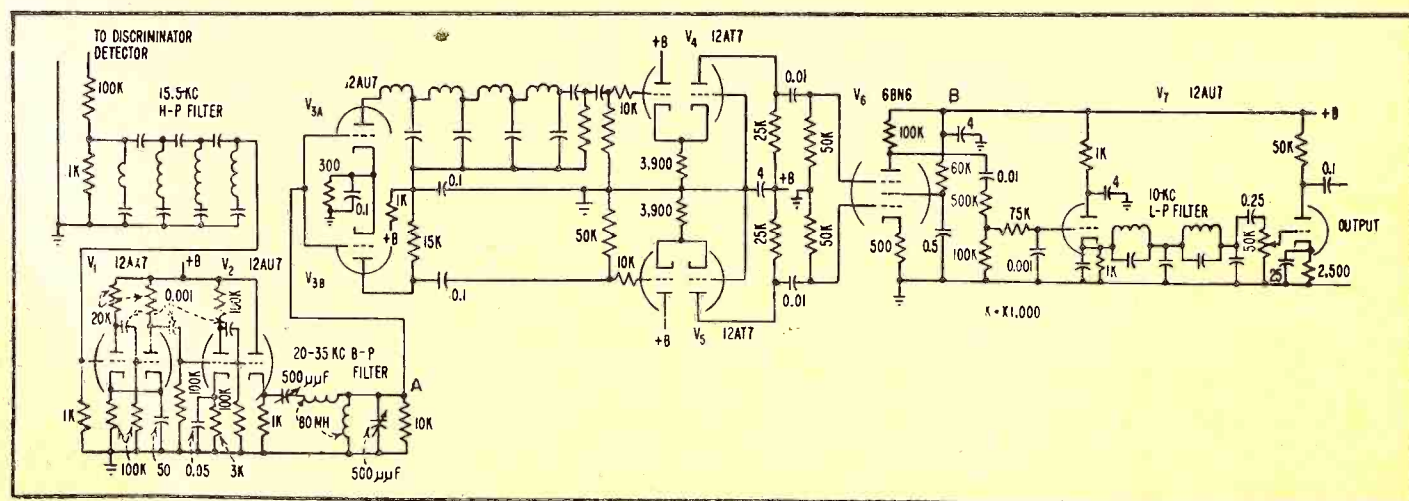 TO DISCRIMINATOR
DETECTOR
100K
15.5-KC
H-P FILTER
1K
12AU7
V3A
300
0.1
V3B
1K
+B
15K
0.1
0.1
50K
10K
10K
+B
V4 12AT7
3,900
3,900
+B
V5 12AT7
4
+B
25K
25K
0.01
0.01
50K
50K
V6 6BN6
100K
500
B
4
60K
0.5
0.01
500K
100K
75K
0.001
K=X1,000
1K
4
V7 12AU7
1K
10-KC
L-P FILTER
0.25
50K
25
50K
+B
0.1
OUTPUT
2,500
V1 12AX7
+B
V2 12AU7
20K
0.001
100K
1K
100K
100K
1K
100K
50
0.05
3K
20-35 KC B-P
FILTER
500μμF
80 MH
500μμF
A
10K